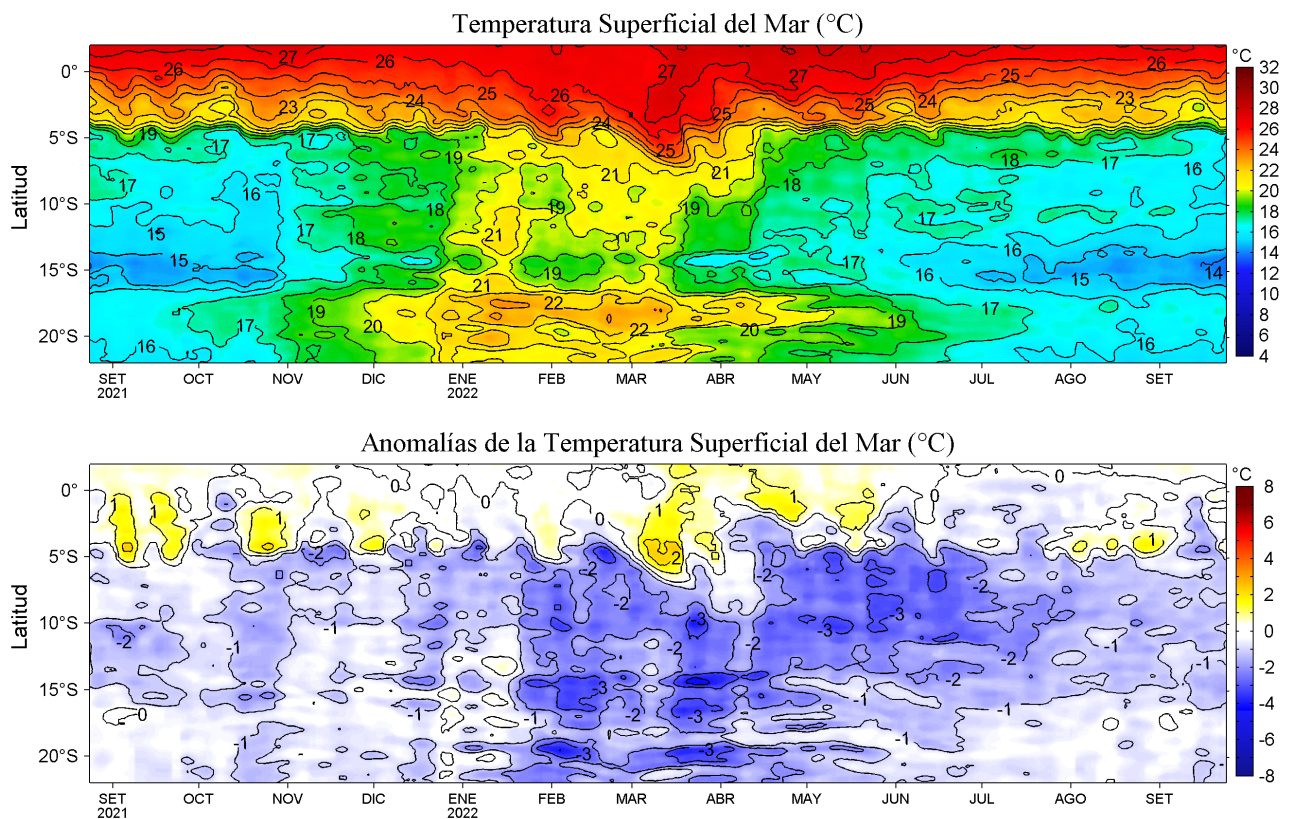 Temperatura Superficial del Mar (°C)
27 26 26 25 26 27 27 25 26
25 23 24 24 25 25 24 23
19 17 17 19 25 21 21 18 18 17 16
17 16 18 19 19 17
15 17 18 21 16
15 19 17 16 15 14
21 22 22
16 17 19 20 20 19 17 16
Latitud
0°
5°S
10°S
15°S
20°S
SET OCT NOV DIC ENE FEB MAR ABR MAY JUN JUL AGO SET
2021 2022
°C
32
30
28
26
24
22
20
18
16
14
12
10
8
6
4
Anomalías de la Temperatura Superficial del Mar (°C)
0 0 0 1 1 0 0
1 1 -2 2 1
-2 -2 -2 -2
-2 -1 -1 -3 -3 -3 -2 -1 -1
-2 -2
0 -1 -1 -3 -2 -3 -1 -1
-1 -3 -3 -1
Latitud
0°
5°S
10°S
15°S
20°S
SET OCT NOV DIC ENE FEB MAR ABR MAY JUN JUL AGO SET
2021 2022
°C
8
6
4
2
0
-2
-4
-6
-8